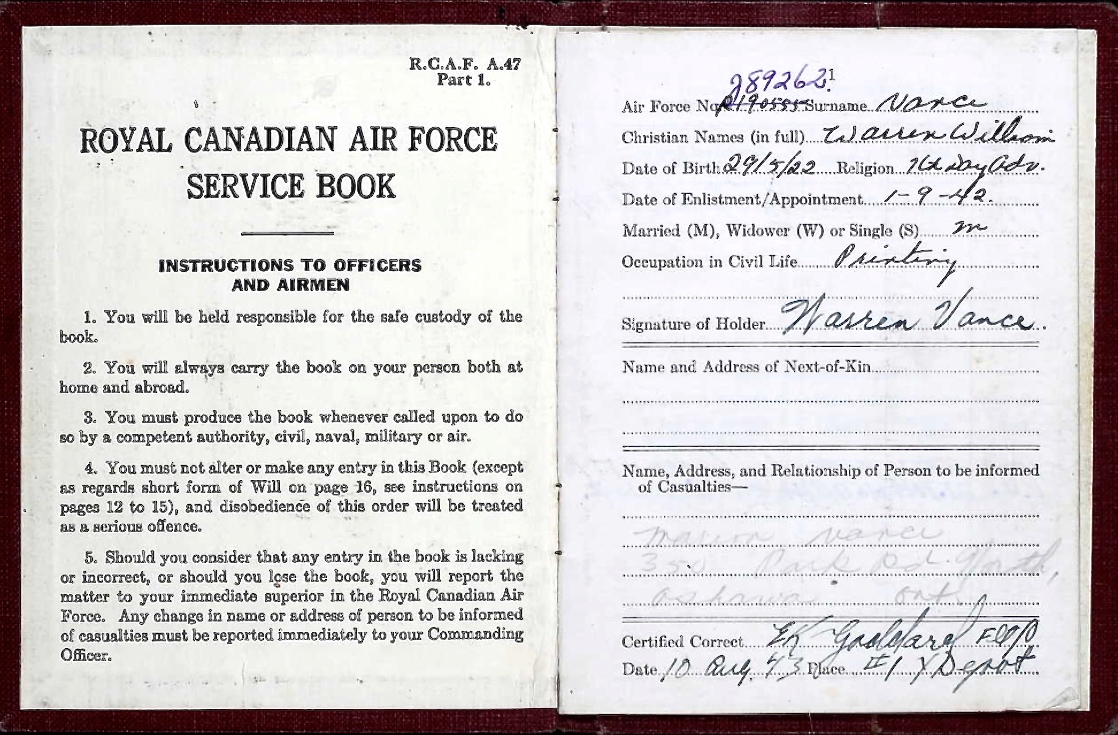 R.C.A.F. A.47
Part 1.
ROYAL CANADIAN AIR FORCE
SERVICE BOOK
INSTRUCTIONS TO OFFICERS
AND AIRMEN
1. You will be held responsible for the safe custody of the
book.
2. You will always carry the book on your person both at
home and abroad.
3. You must produce the book whenever called upon to do
so by a competent authority, civil, naval, military or air.
4. You must not alter or make any entry in this Book (except
as regards short form of Will on page 16, see instructions on
pages 12 to 15), and disobedience of this order will be treated
as a serious offence.
5. Should you consider that any entry in the book is lacking
or incorrect, or should you lose the book, you will report the
matter to your immediate superior in the Royal Canadian Air
Force. Any change in name or address of person to be informed
of casualties must be reported immediately to your Commanding
Officer.
1
289262
Air Force No. R190555 Surname Vance
Christian Names (in full) Warren William
Date of Birth 29/5/22 Religion 7th Day Adv.
Date of Enlistment/Appointment 1-9-42.
Married (M), Widower (W) or Single (S) m
Occupation in Civil Life Printing
Signature of Holder Warren Vance.
Name and Address of Next-of-Kin
Name, Address, and Relationship of Person to be informed
of Casualties—
Marion Vance
350 Park Rd. North,
Oshawa Ont.
Certified Correct EK Goddard F/O
Date 10 Aug. 43 Place #1 Y Depot